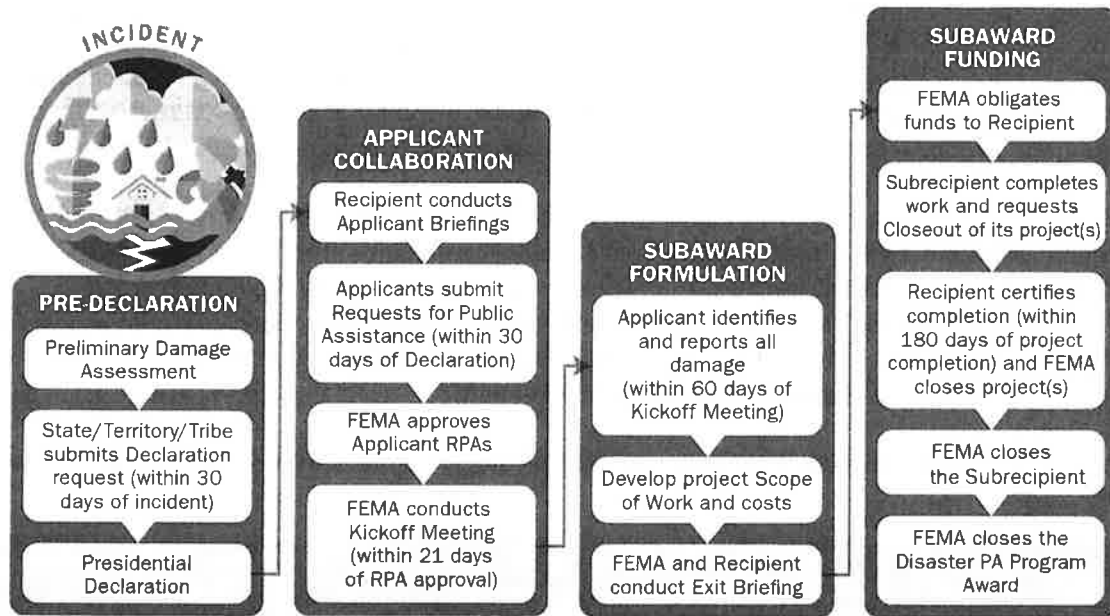 INCIDENT
PRE-DECLARATION
Preliminary Damage
Assessment
State/Territory/Tribe
submits Declaration
request (within 30
days of incident)
Presidential
Declaration
APPLICANT
COLLABORATION
Recipient conducts
Applicant Briefings
Applicants submit
Requests for Public
Assistance (within 30
days of Declaration)
FEMA approves
Applicant RPAs
FEMA conducts
Kickoff Meeting
(within 21 days
of RPA approval)
SUBAWARD
FORMULATION
Applicant identifies
and reports all
damage
(within 60 days of
Kickoff Meeting)
Develop project Scope
of Work and costs
FEMA and Recipient
conduct Exit Briefing
SUBAWARD
FUNDING
FEMA obligates
funds to Recipient
Subrecipient completes
work and requests
Closeout of its project(s)
Recipient certifies
completion (within
180 days of project
completion) and FEMA
closes project(s)
FEMA closes
the Subrecipient
FEMA closes the
Disaster PA Program
Award